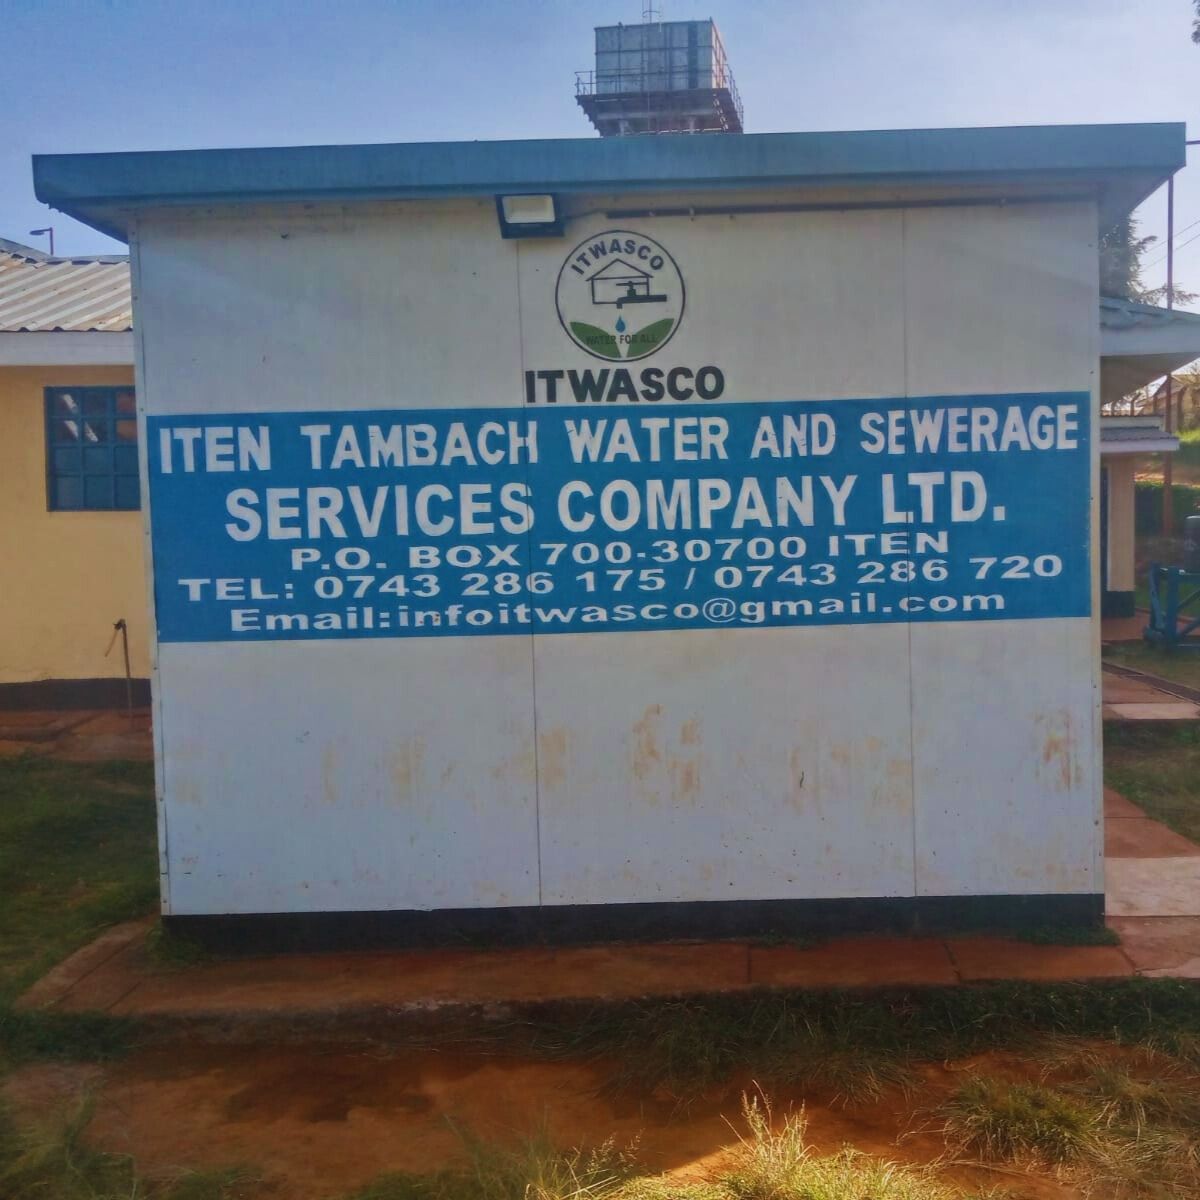 ITWASCO
WATER FOR ALL
ITWASCO
ITEN TAMBACH WATER AND SEWERAGE
SERVICES COMPANY LTD.
P.O. BOX 700-30700 ITEN
TEL: 0743 286 175 / 0743 286 720
Email:infoitwasco@gmail.com